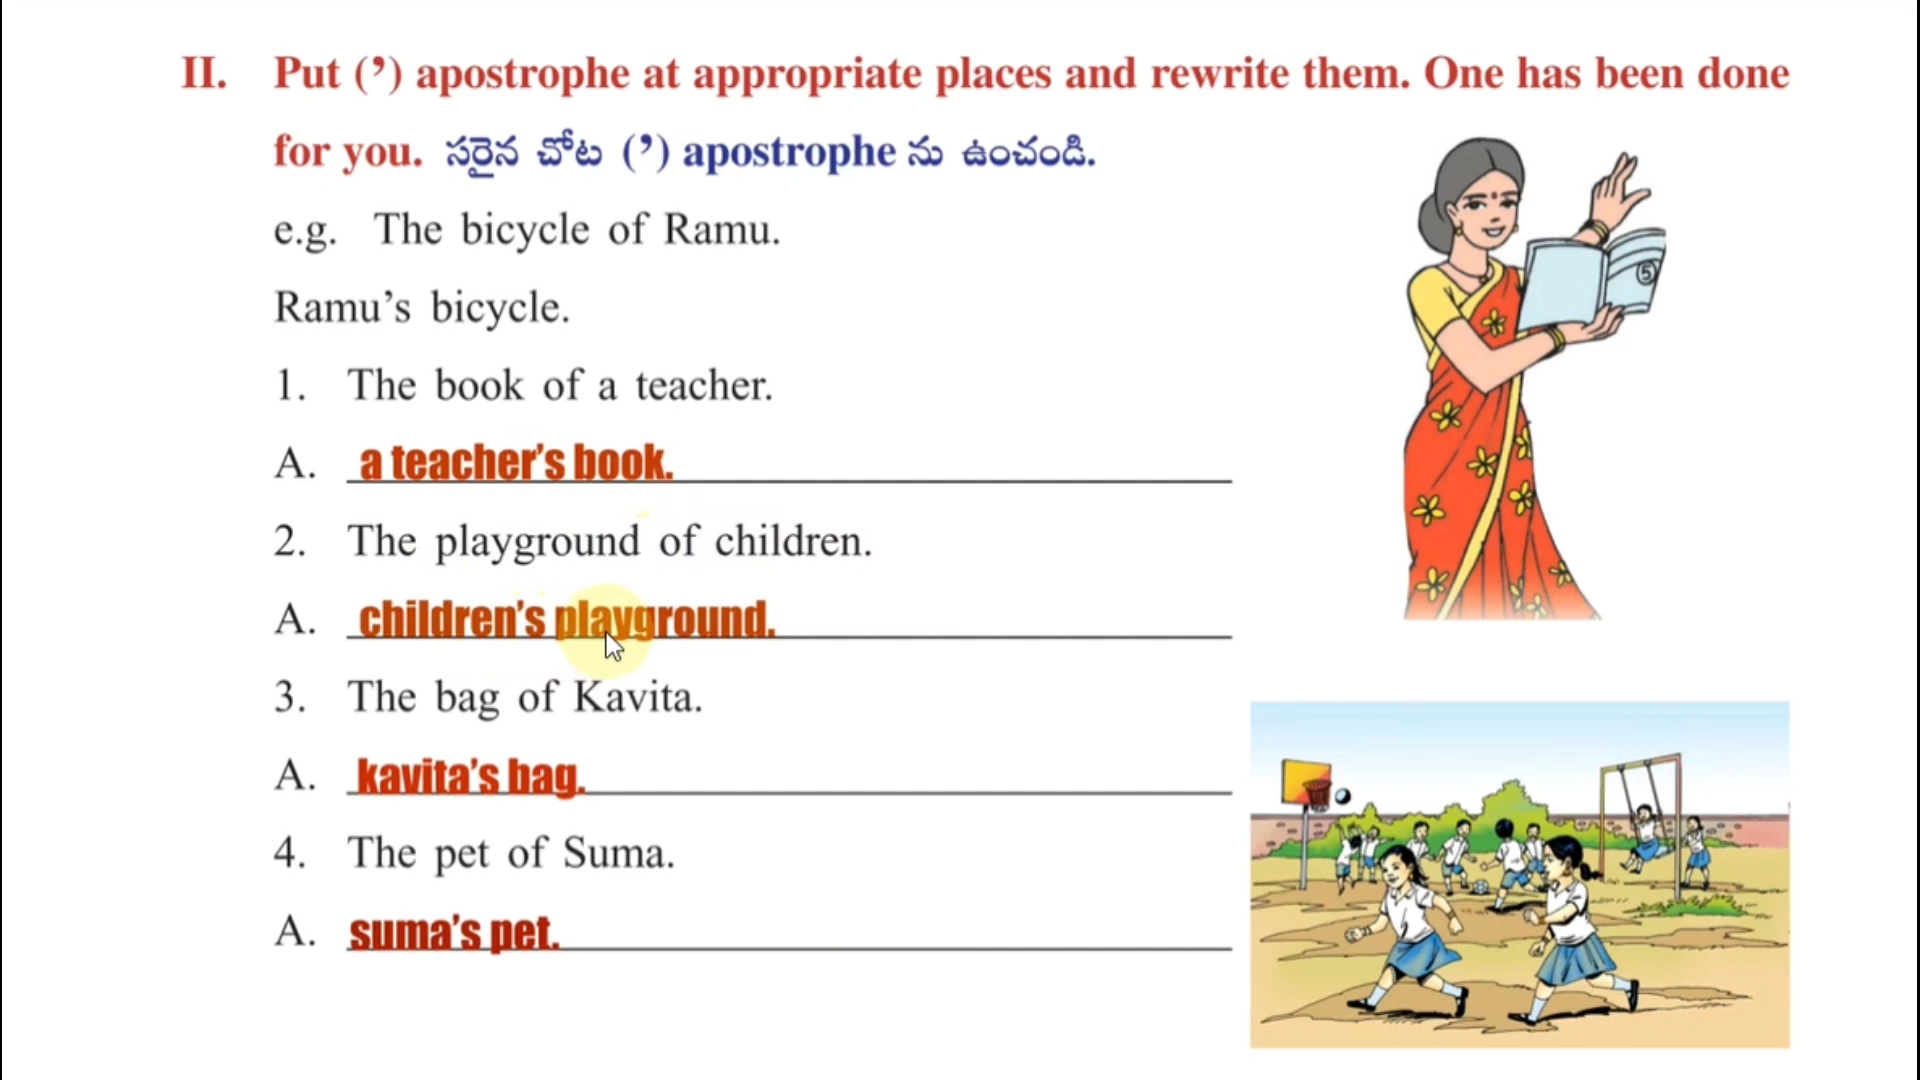 II. Put (’) apostrophe at appropriate places and rewrite them. One has been done
for you. సరైన చోట (’) apostrophe ను ఉంచండి.
e.g. The bicycle of Ramu.
Ramu’s bicycle.
1. The book of a teacher.
A. a teacher’s book.
2. The playground of children.
A. children’s playground.
3. The bag of Kavita.
A. kavita’s bag.
4. The pet of Suma.
A. suma’s pet.
5